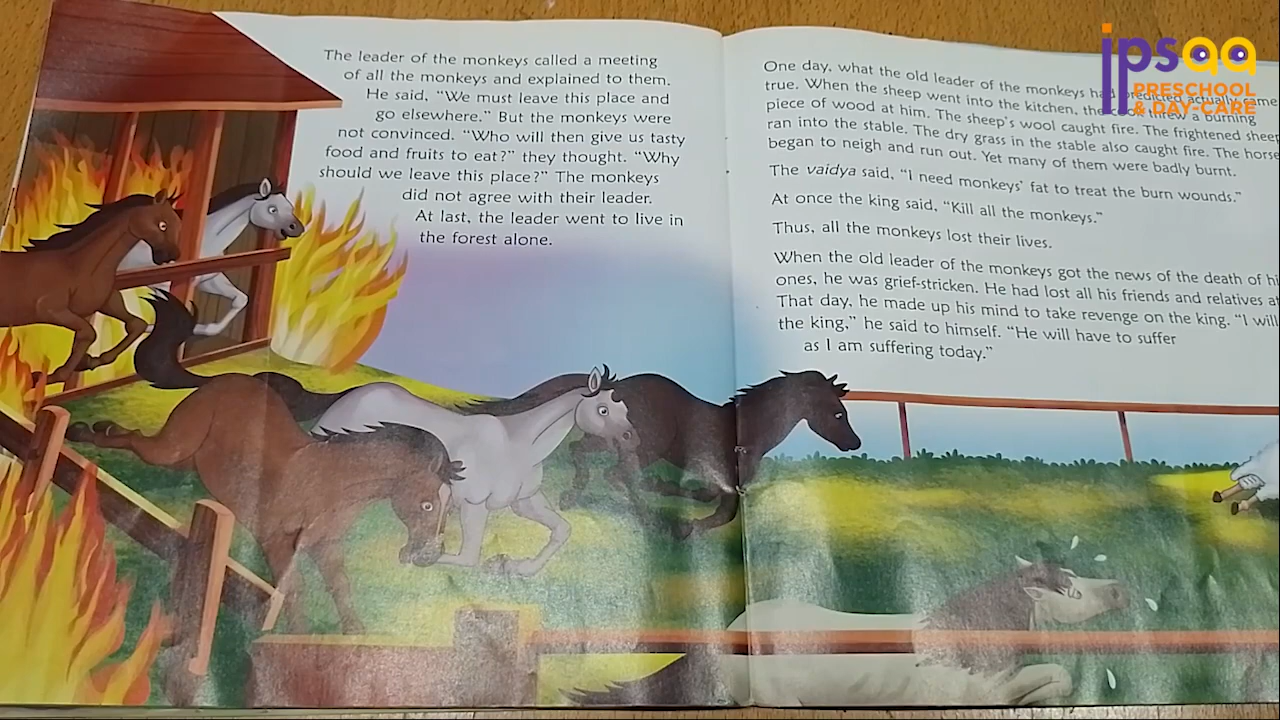 The leader of the monkeys called a meeting
of all the monkeys and explained to them.
He said, “We must leave this place and
go elsewhere.” But the monkeys were
not convinced. “Who will then give us tasty
food and fruits to eat?” they thought. “Why
should we leave this place?” The monkeys
did not agree with their leader.
At last, the leader went to live in
the forest alone.
One day, what the old leader of the monkeys had predicted actually
true. When the sheep went into the kitchen, the cook threw a burning
piece of wood at him. The sheep's wool caught fire. The frightened sheep
ran into the stable. The dry grass in the stable also caught fire. The
began to neigh and run out. Yet many of them were badly burnt.
The vaidya said, “I need monkeys' fat to treat the burn wounds.”
At once the king said, “Kill all the monkeys.”
Thus, all the monkeys lost their lives.
When the old leader of the monkeys got the news of the death of
ones, he was grief-stricken. He had lost all his friends and relatives
That day, he made up his mind to take revenge on the king. “I will
the king,” he said to himself. “He will have to suffer
as I am suffering today.”
ipsaa
PRESCHOOL
& DAY-CARE